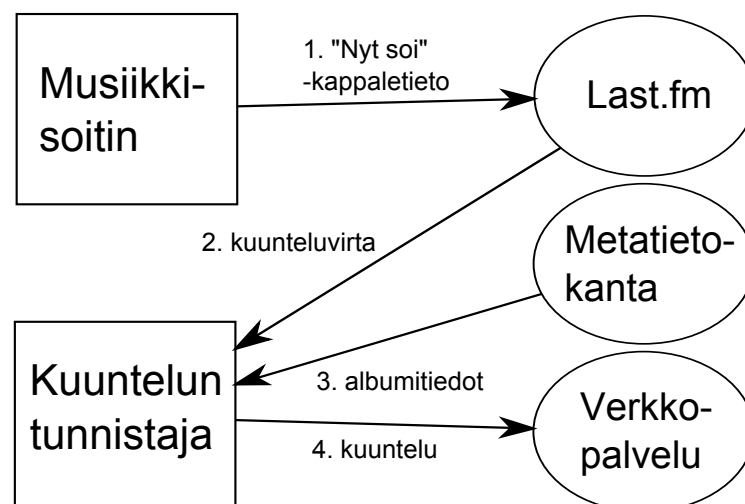 Musiikki-
soitin
1. "Nyt soi"
-kappaletieto
Last.fm
2. kuunteluvirta
Metatieto-
kanta
Kuuntelun
tunnistaja
3. albumitiedot
4. kuuntelu
Verkko-
palvelu